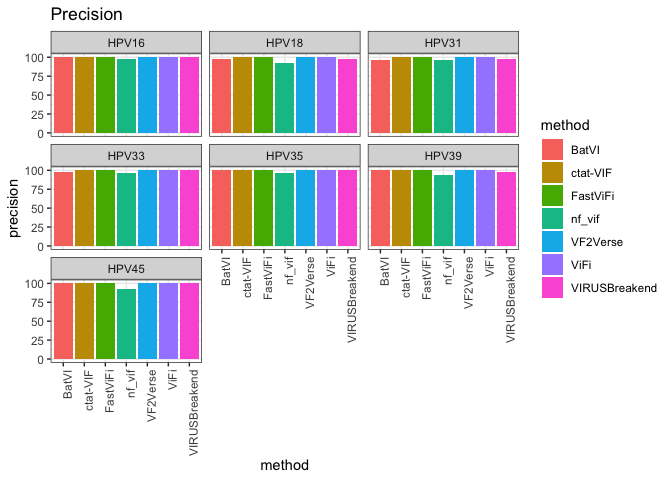 Precision
HPV16 HPV18 HPV31
100
75
50
25
0
HPV33 HPV35 HPV39
100
75
50
25
0
HPV45
100
75
50
25
0
precision
BatVI ctat-VIF FastViFi nf_vif VF2Verse ViFi VIRUSBreakend
BatVI ctat-VIF FastViFi nf_vif VF2Verse ViFi VIRUSBreakend
BatVI ctat-VIF FastViFi nf_vif VF2Verse ViFi VIRUSBreakend
method
method
BatVI
ctat-VIF
FastViFi
nf_vif
VF2Verse
ViFi
VIRUSBreakend